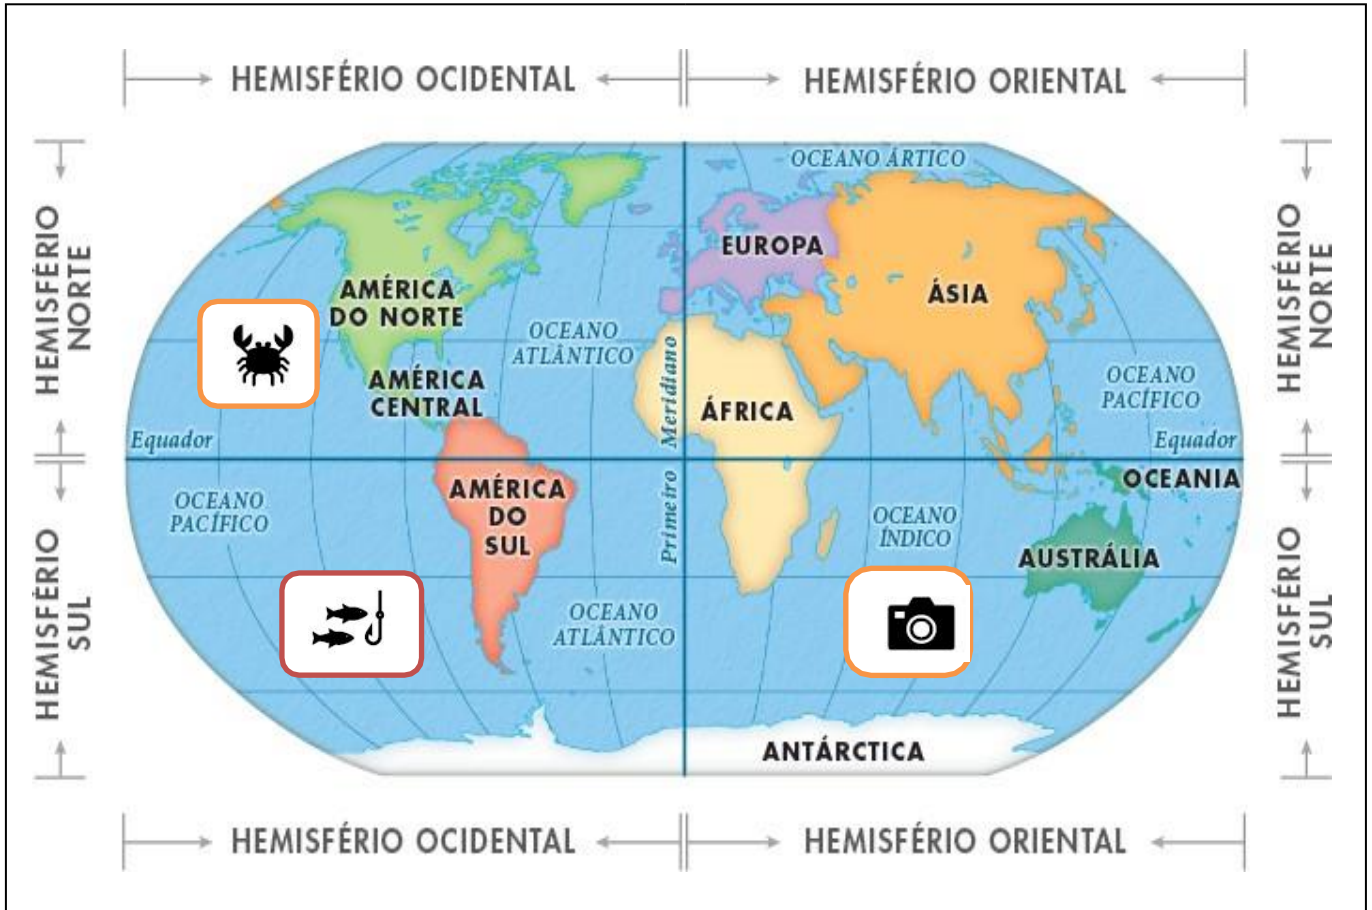 HEMISFÉRIO OCIDENTAL
HEMISFÉRIO ORIENTAL
HEMISFÉRIO
NORTE
HEMISFÉRIO
NORTE
OCEANO ÁRTICO
EUROPA
ÁSIA
AMÉRICA
DO NORTE
OCEANO
ATLÂNTICO
AMÉRICA
CENTRAL
ÁFRICA
OCEANO
PACÍFICO
Equador
Primeiro Meridiano
Equador
OCEANO
PACÍFICO
AMÉRICA
DO
SUL
OCEANO
ÍNDICO
OCEANIA
AUSTRÁLIA
OCEANO
ATLÂNTICO
HEMISFÉRIO
SUL
HEMISFÉRIO
SUL
ANTÁRCTICA
HEMISFÉRIO OCIDENTAL
HEMISFÉRIO ORIENTAL